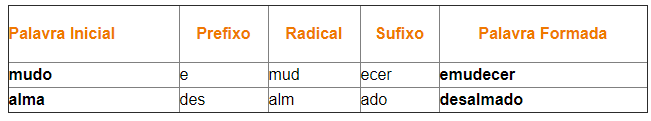 Palavra Inicial Prefixo Radical Sufixo Palavra Formada
mudo e mud ecer emudecer
alma des alm ado desalmado